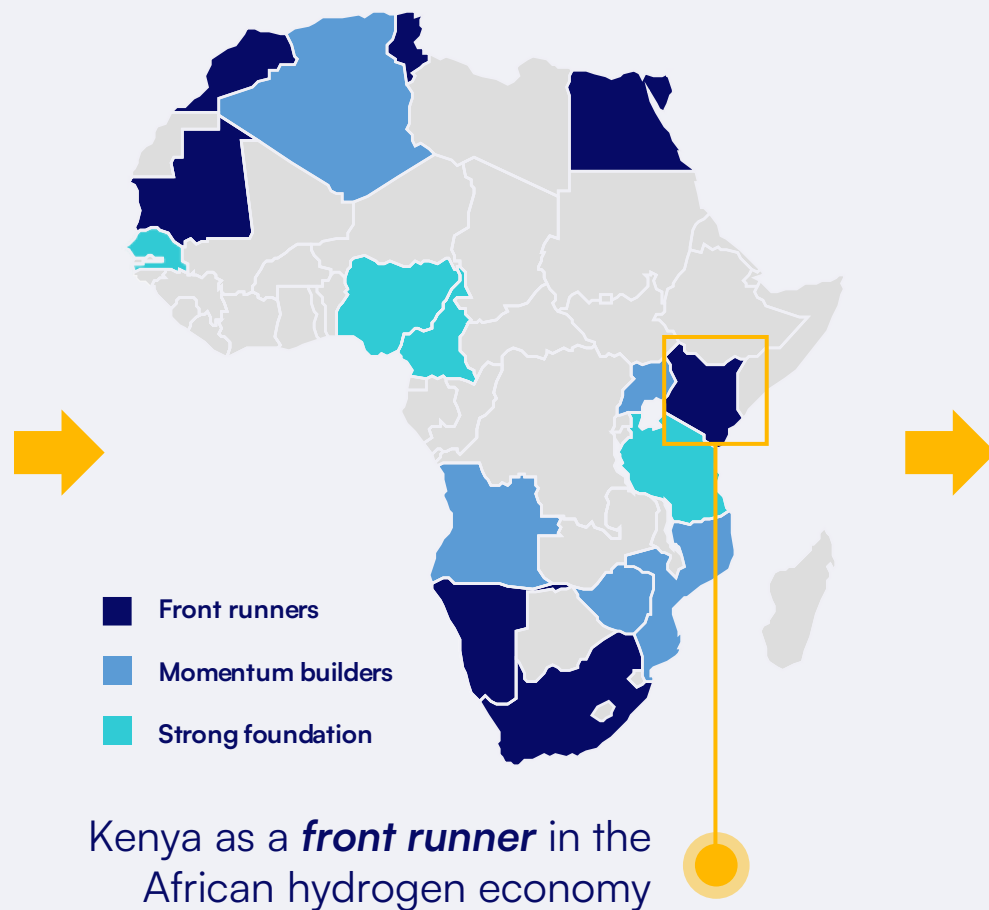 Front runners
Momentum builders
Strong foundation
Kenya as a front runner in the
African hydrogen economy